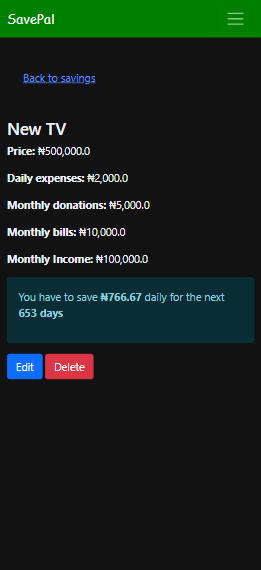 SavePal
Back to savings
New TV
Price: ₦500,000.0
Daily expenses: ₦2,000.0
Monthly donations: ₦5,000.0
Monthly bills: ₦10,000.0
Monthly Income: ₦100,000.0
You have to save ₦766.67 daily for the next
653 days
Edit Delete